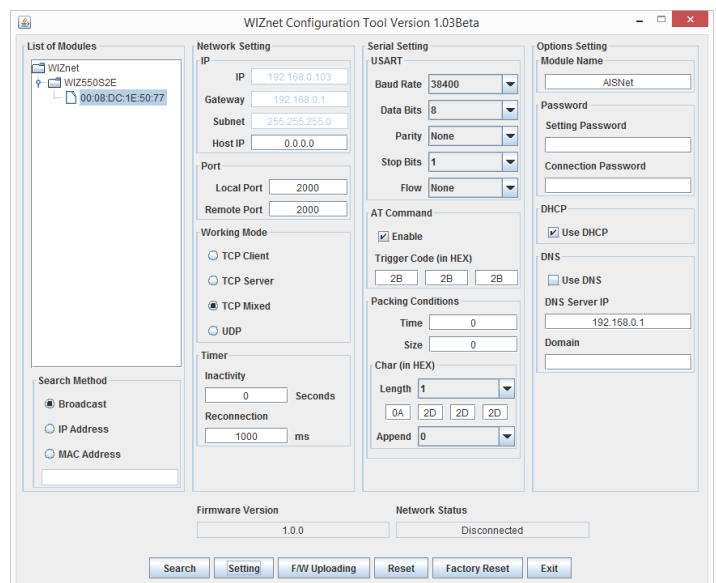 WIZnet Configuration Tool Version 1.03Beta
List of Modules
WIZnet
WIZ550S2E
00:08:DC:1E:50:77
Search Method
Broadcast
IP Address
MAC Address
Network Setting
IP
IP 192.168.0.103
Gateway 192.168.0.1
Subnet 255.255.255.0
Host IP 0.0.0.0
Port
Local Port 2000
Remote Port 2000
Working Mode
TCP Client
TCP Server
TCP Mixed
UDP
Timer
Inactivity
0 Seconds
Reconnection
1000 ms
Serial Setting
USART
Baud Rate 38400
Data Bits 8
Parity None
Stop Bits 1
Flow None
AT Command
Enable
Trigger Code (in HEX)
2B 2B 2B
Packing Conditions
Time 0
Size 0
Char (in HEX)
Length 1
0A 2D 2D 2D
Append 0
Options Setting
Module Name
AISNet
Password
Setting Password
Connection Password
DHCP
Use DHCP
DNS
Use DNS
DNS Server IP
192.168.0.1
Domain
Firmware Version
1.0.0
Network Status
Disconnected
Search Setting F/W Uploading Reset Factory Reset Exit